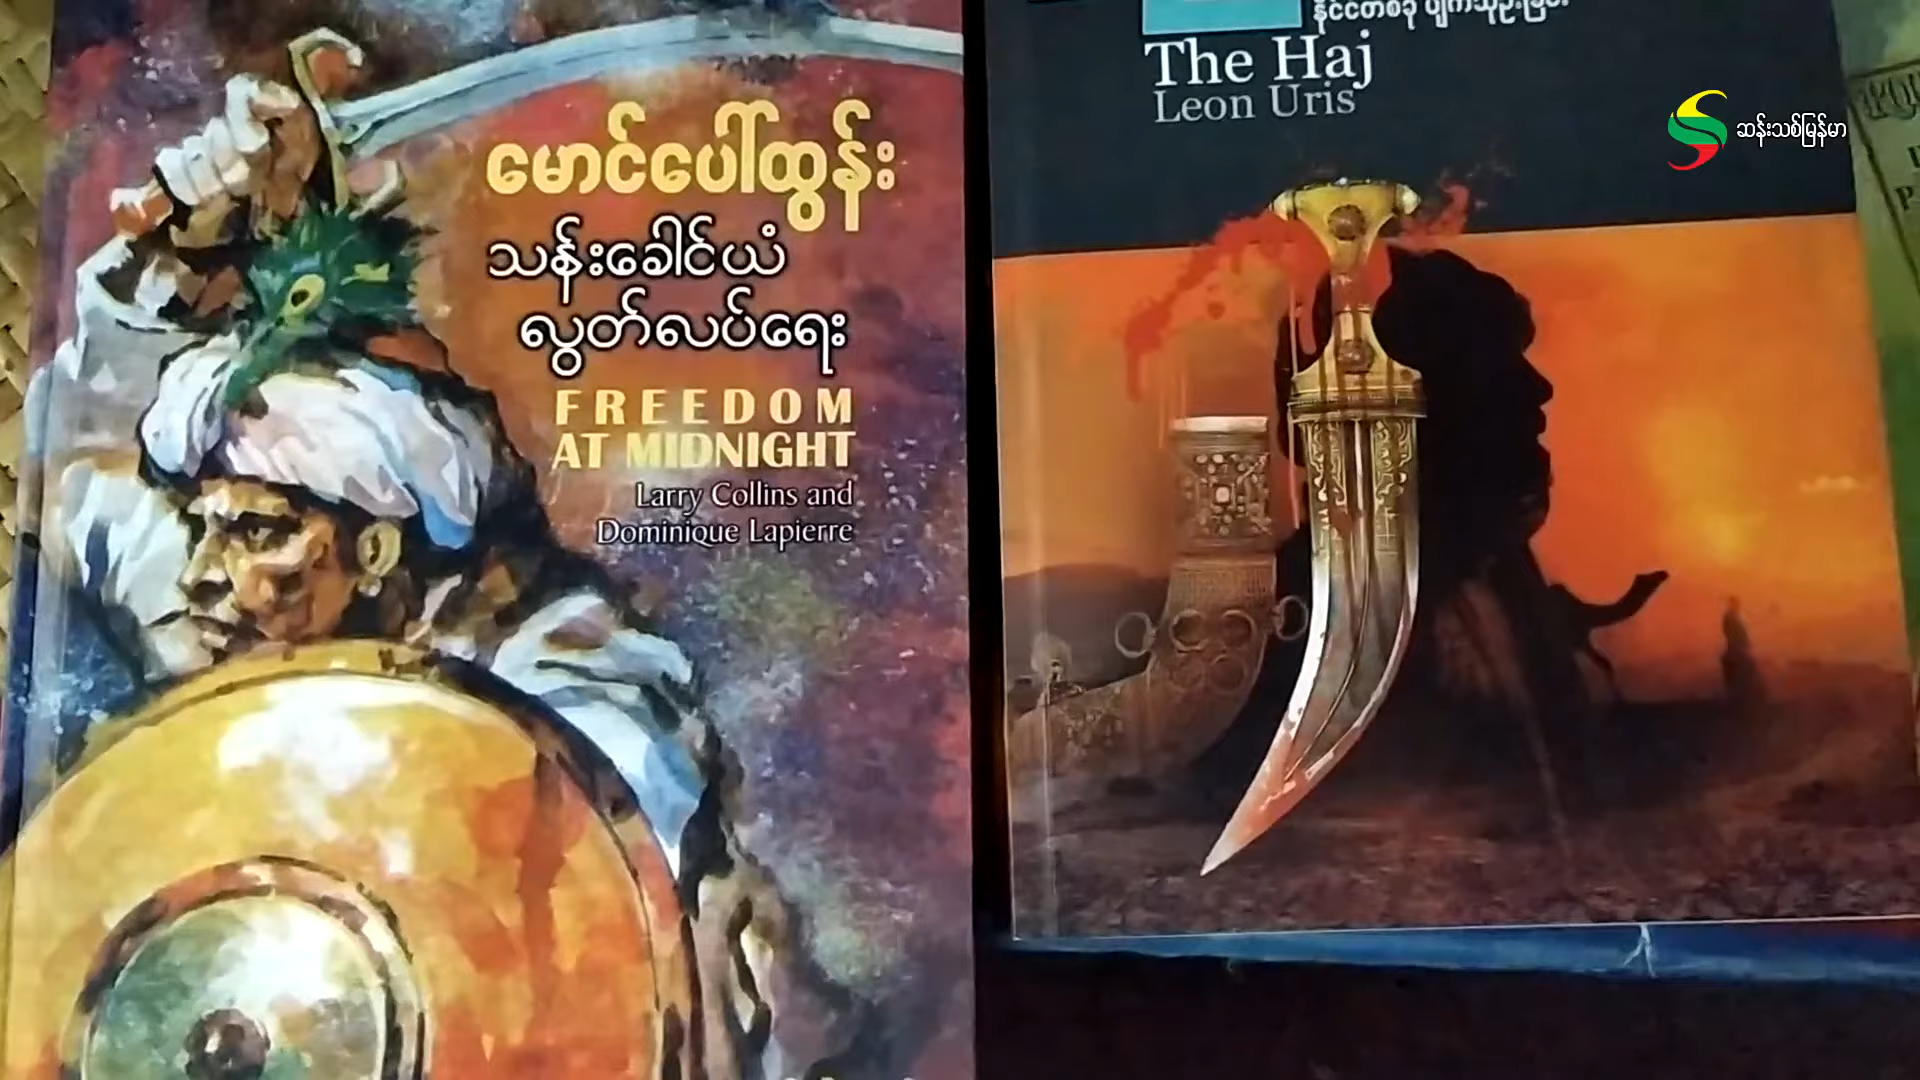 မောင်ပေါ်ထွန်း
သန်းခေါင်ယံ
လွတ်လပ်ရေး
FREEDOM
AT MIDNIGHT
Larry Collins and
Dominique Lapierre
The Haj
Leon Uris
ဆန်းသစ်မြန်မာ